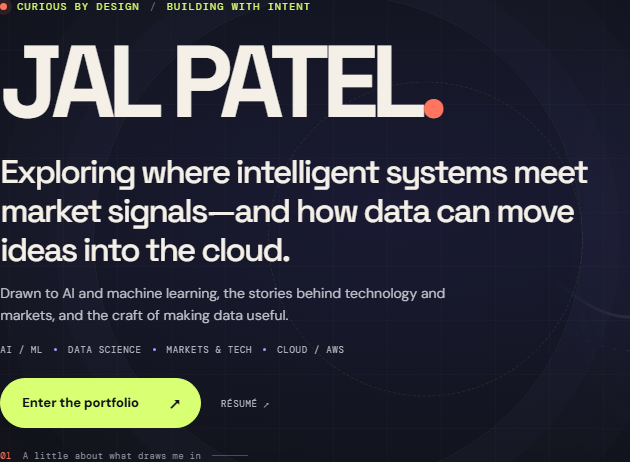 CURIOUS BY DESIGN / BUILDING WITH INTENT
JAL PATEL.
Exploring where intelligent systems meet
market signals—and how data can move
ideas into the cloud.
Drawn to AI and machine learning, the stories behind technology and
markets, and the craft of making data useful.
AI / ML • DATA SCIENCE • MARKETS & TECH • CLOUD / AWS
Enter the portfolio ↗ RÉSUMÉ ↗
01 A little about what draws me in